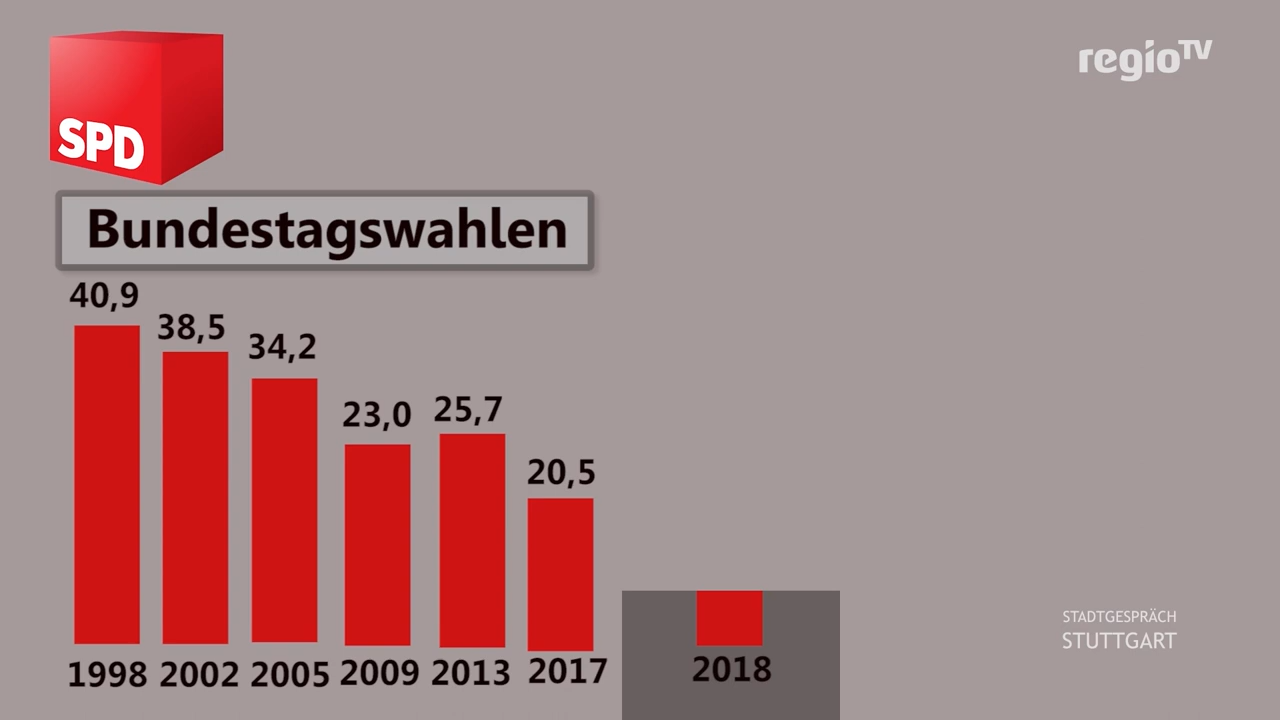 regioTV
SPD
Bundestagswahlen
40,9
38,5
34,2
23,0
25,7
20,5
1998
2002
2005
2009
2013
2017
2018
STADTGESPRÄCH
STUTTGART